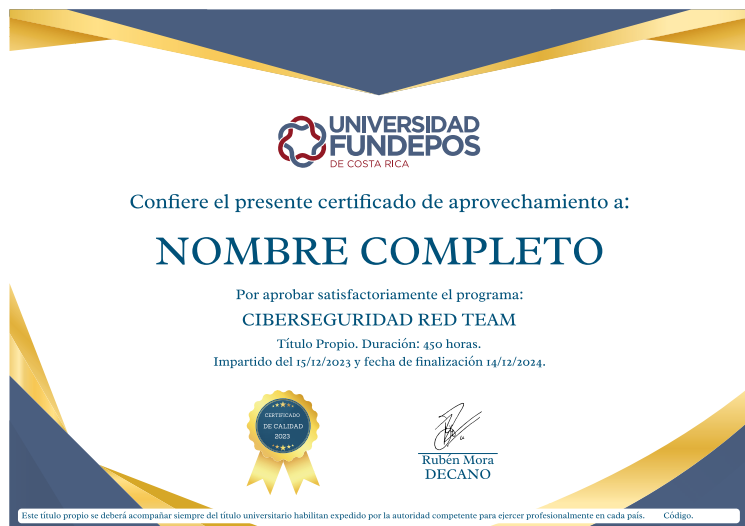 UNIVERSIDAD
FUNDEPOS
DE COSTA RICA
Confiere el presente certificado de aprovechamiento a:
NOMBRE COMPLETO
Por aprobar satisfactoriamente el programa:
CIBERSEGURIDAD RED TEAM
Título Propio. Duración: 450 horas.
Impartido del 15/12/2023 y fecha de finalización 14/12/2024.
CERTIFICADO
DE CALIDAD
2023
Rubén Mora
DECANO
Este título propio se deberá acompañar siempre del título universitario habilitan expedido por la autoridad competente para ejercer profesionalmente en cada país. Código.